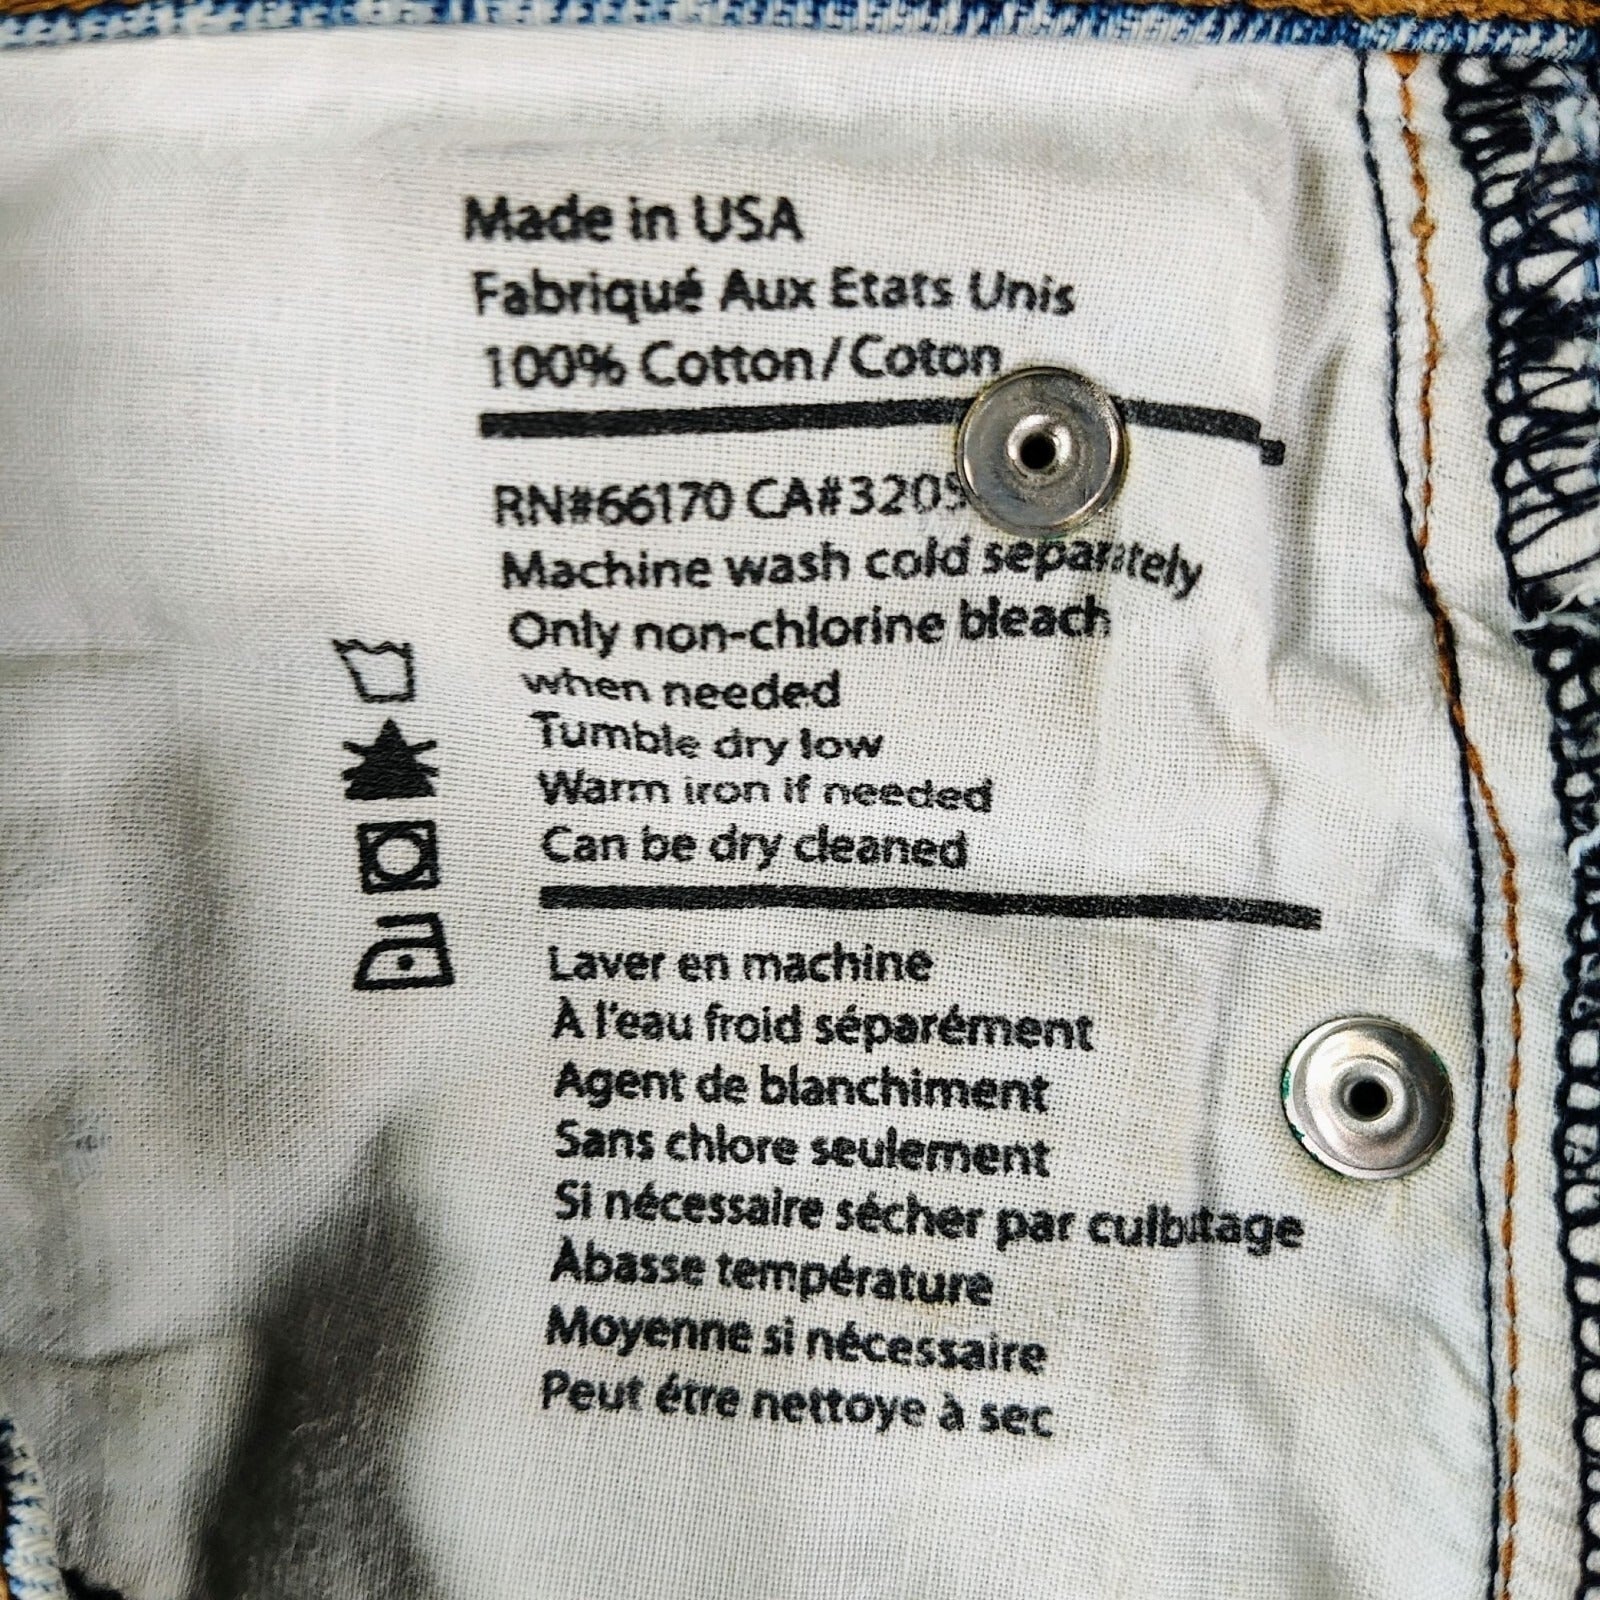 Made in USA
Fabriqué Aux Etats Unis
100% Cotton/Coton
RN#66170 CA#3209
Machine wash cold separately
Only non-chlorine bleach
when needed
Tumble dry low
Warm iron if needed
Can be dry cleaned
Laver en machine
À l'eau froid séparément
Agent de blanchiment
Sans chlore seulement
Si nécessaire sécher par culbutage
Àbasse température
Moyenne si nécessaire
Peut étre nettoye à sec